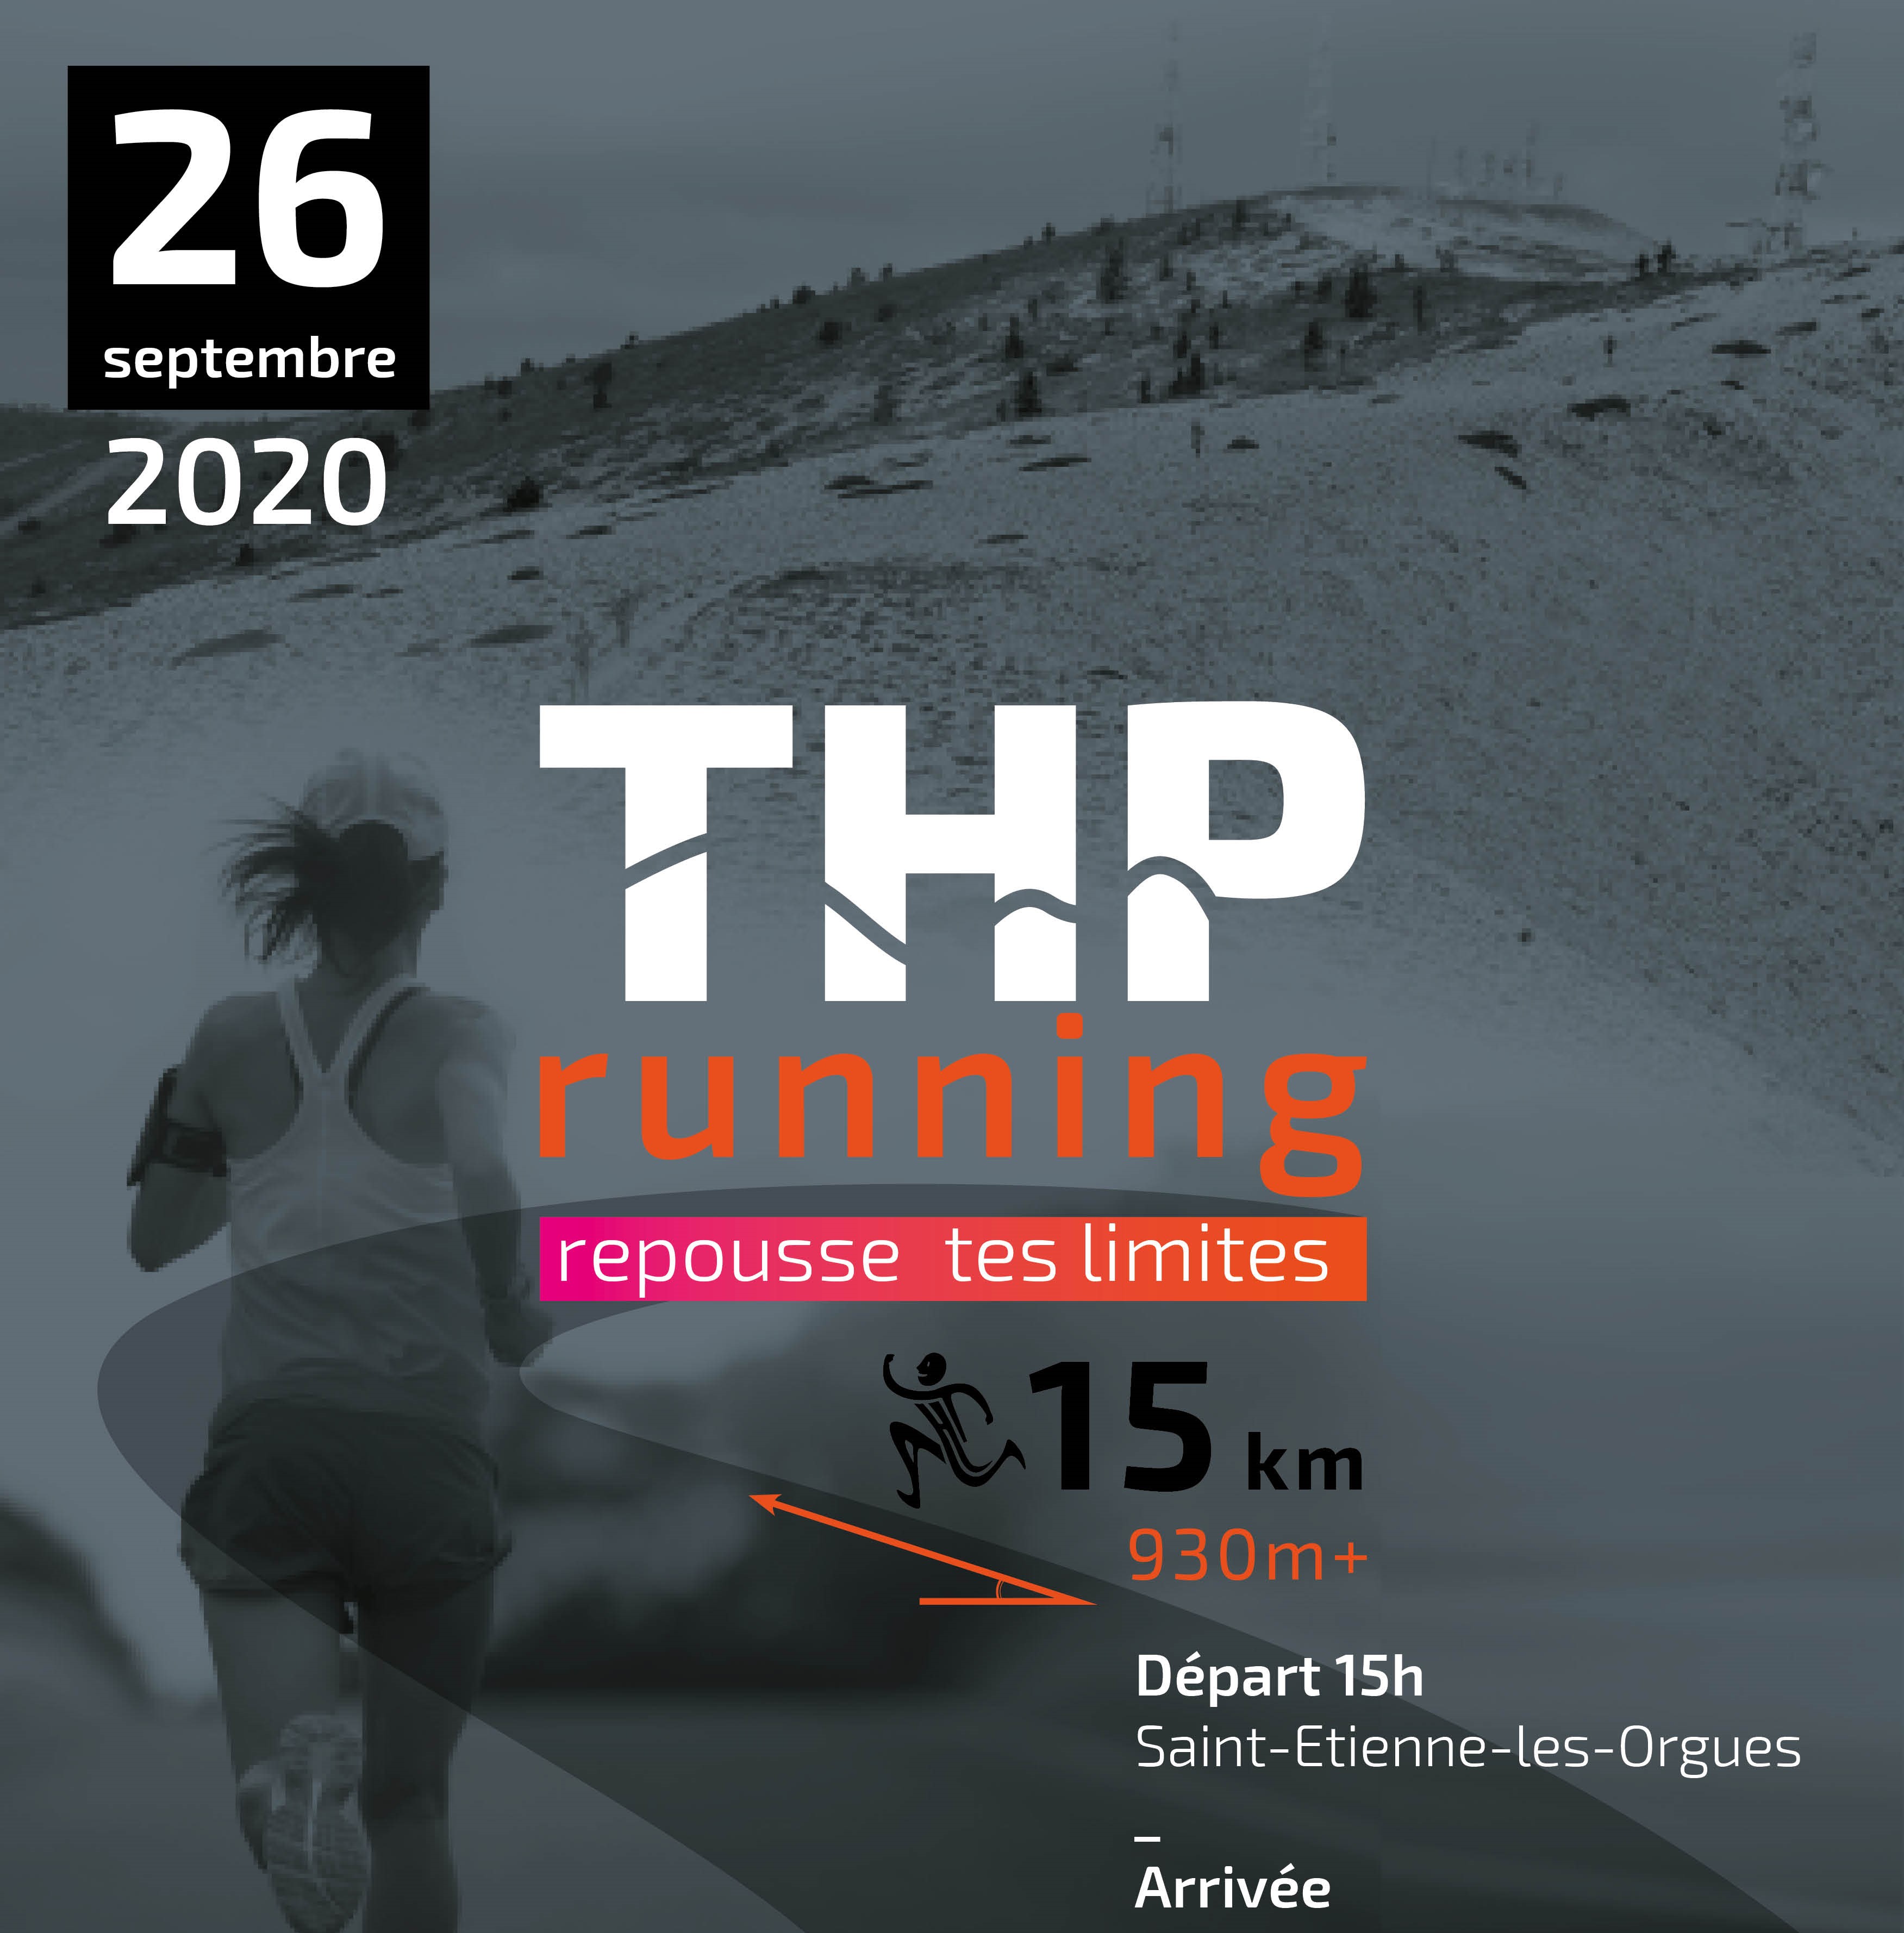 26
septembre
2020
THP
running
repousse tes limites
15 km
930m+
Départ 15h
Saint-Etienne-les-Orgues
–
Arrivée